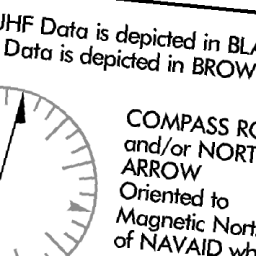 UHF Data is depicted in BLA
Data is depicted in BROW
COMPASS RO
and/or NORT
ARROW
Oriented to
Magnetic Nort
of NAVAID wh